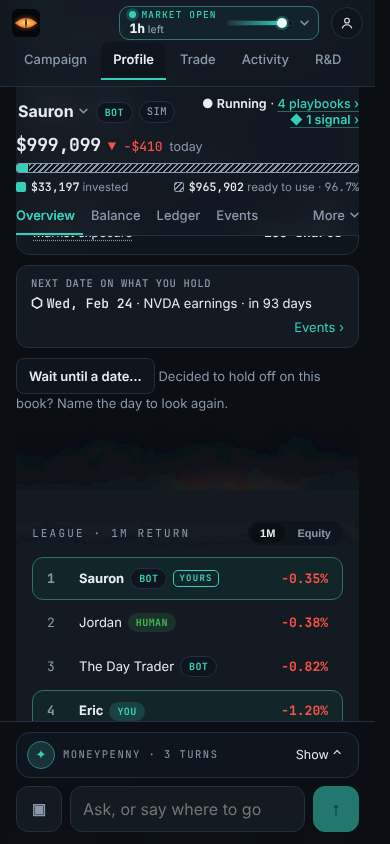 MARKET OPEN
1h left
Campaign Profile Trade Activity R&D
Sauron BOT SIM Running · 4 playbooks ›
1 signal ›
$999,099 ▼ -$410 today
$33,197 invested $965,902 ready to use · 96.7%
Overview Balance Ledger Events More
NEXT DATE ON WHAT YOU HOLD
Wed, Feb 24 · NVDA earnings · in 93 days
Events ›
Wait until a date... Decided to hold off on this
book? Name the day to look again.
LEAGUE · 1M RETURN 1M Equity
1 Sauron BOT YOURS -0.35%
2 Jordan HUMAN -0.38%
3 The Day Trader BOT -0.82%
4 Eric YOU -1.20%
MONEYPENNY · 3 TURNS Show
Ask, or say where to go